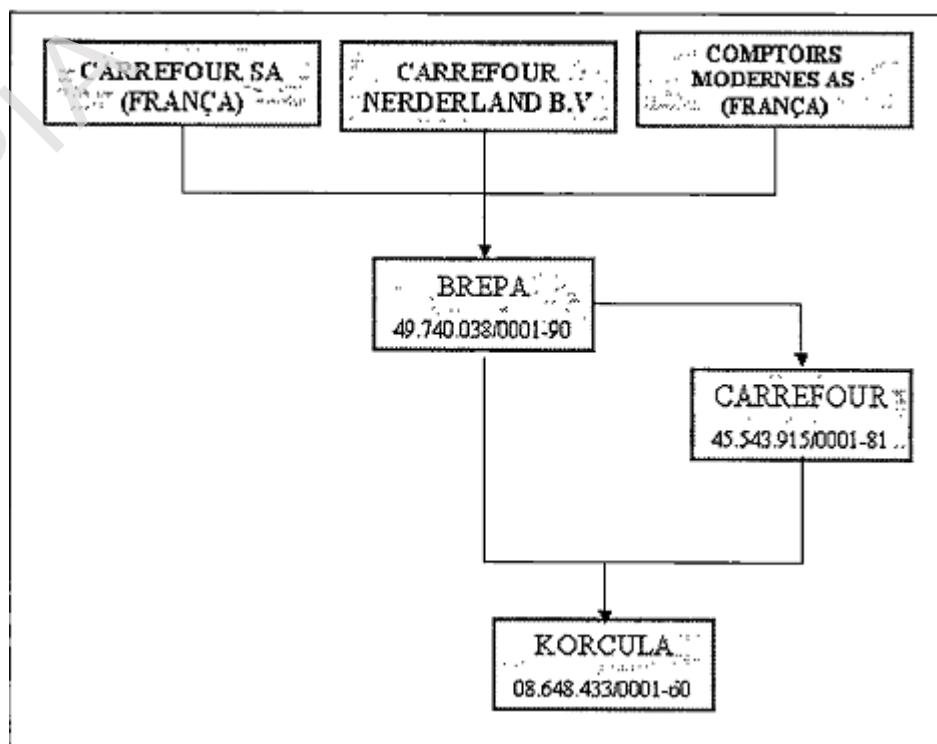 CARREFOUR SA
(FRANÇA)
CARREFOUR
NERDERLAND B.V
COMPTOIRS
MODERNES AS
(FRANÇA)
BREPA
49.740.038/0001-90
CARREFOUR
45.543.915/0001-81
KORCULA
08.648.433/0001-60
PIA